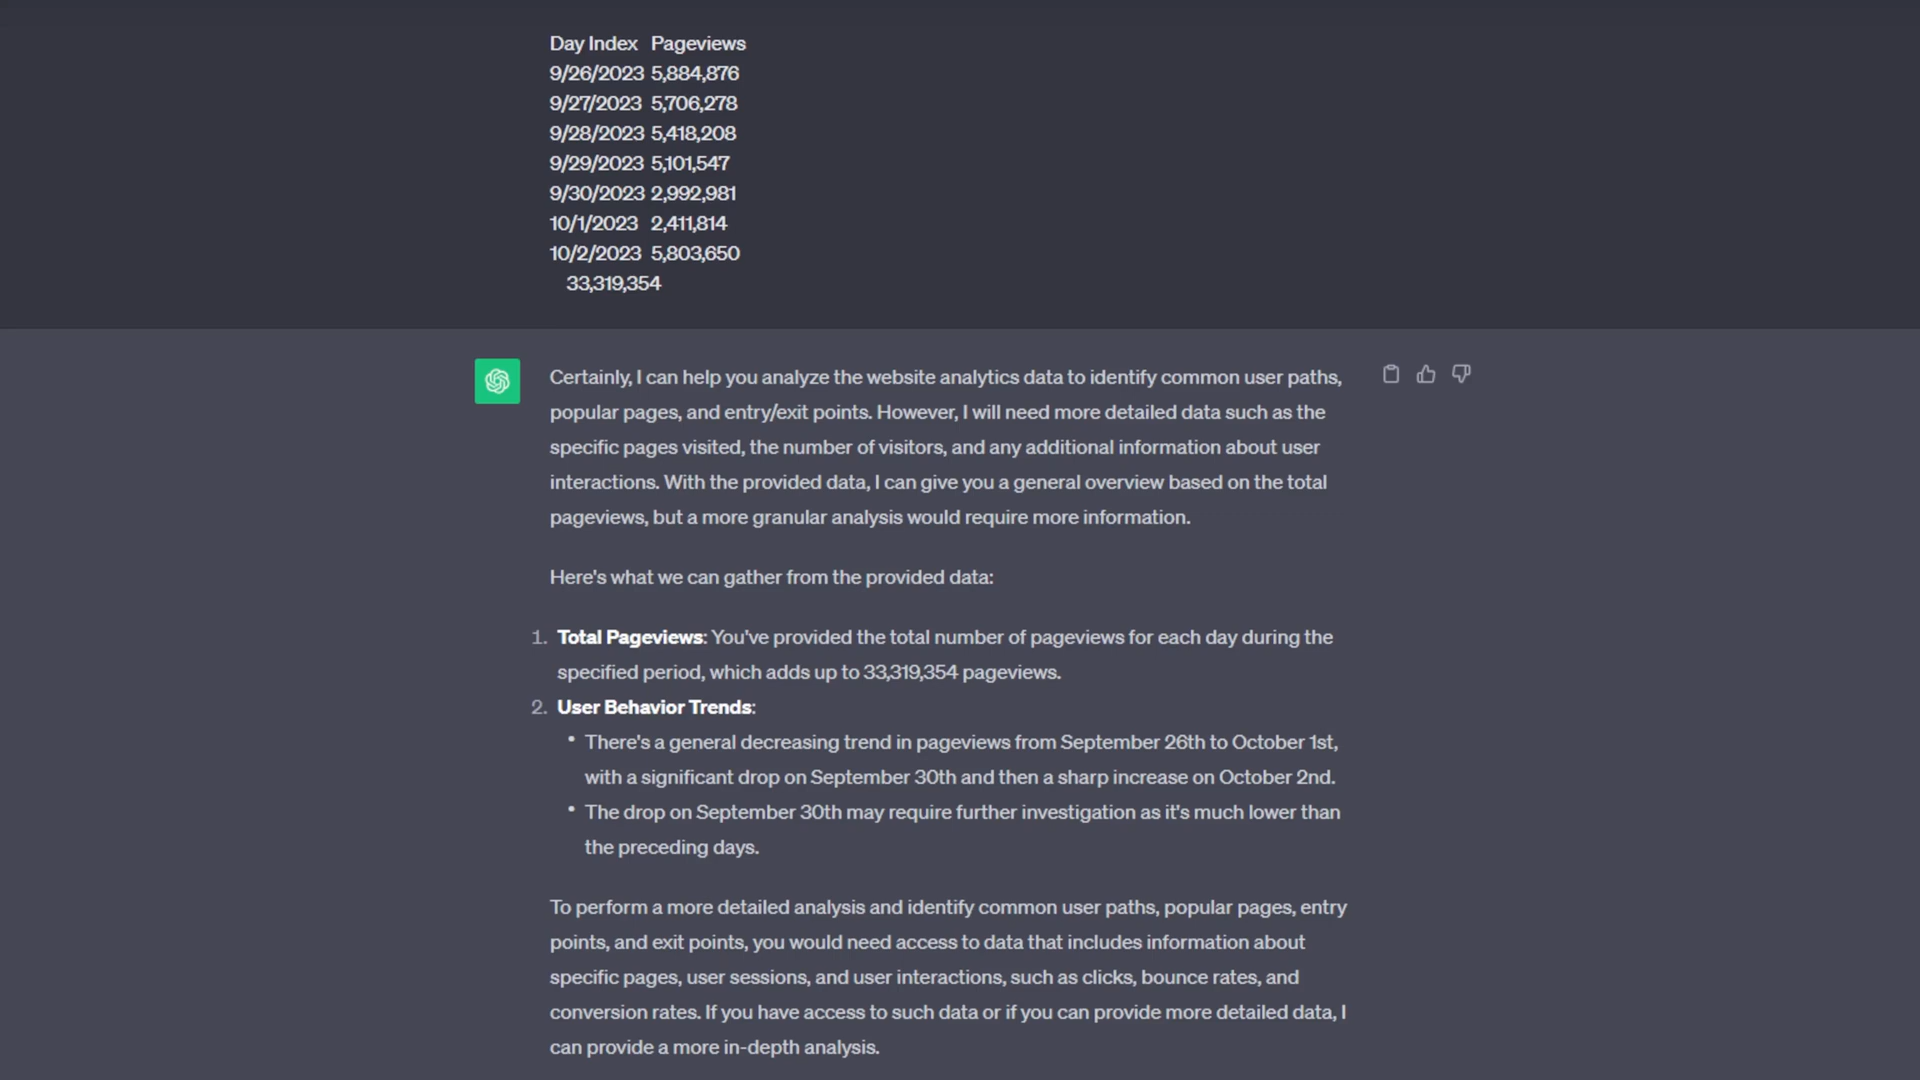 Day Index Pageviews
9/26/2023 5,884,876
9/27/2023 5,706,278
9/28/2023 5,418,208
9/29/2023 5,101,547
9/30/2023 2,992,981
10/1/2023 2,411,814
10/2/2023 5,803,650
33,319,354
Certainly, I can help you analyze the website analytics data to identify common user paths,
popular pages, and entry/exit points. However, I will need more detailed data such as the
specific pages visited, the number of visitors, and any additional information about user
interactions. With the provided data, I can give you a general overview based on the total
pageviews, but a more granular analysis would require more information.
Here's what we can gather from the provided data:
1. Total Pageviews: You've provided the total number of pageviews for each day during the
specified period, which adds up to 33,319,354 pageviews.
2. User Behavior Trends:
• There's a general decreasing trend in pageviews from September 26th to October 1st,
with a significant drop on September 30th and then a sharp increase on October 2nd.
• The drop on September 30th may require further investigation as it's much lower than
the preceding days.
To perform a more detailed analysis and identify common user paths, popular pages, entry
points, and exit points, you would need access to data that includes information about
specific pages, user sessions, and user interactions, such as clicks, bounce rates, and
conversion rates. If you have access to such data or if you can provide more detailed data, I
can provide a more in-depth analysis.